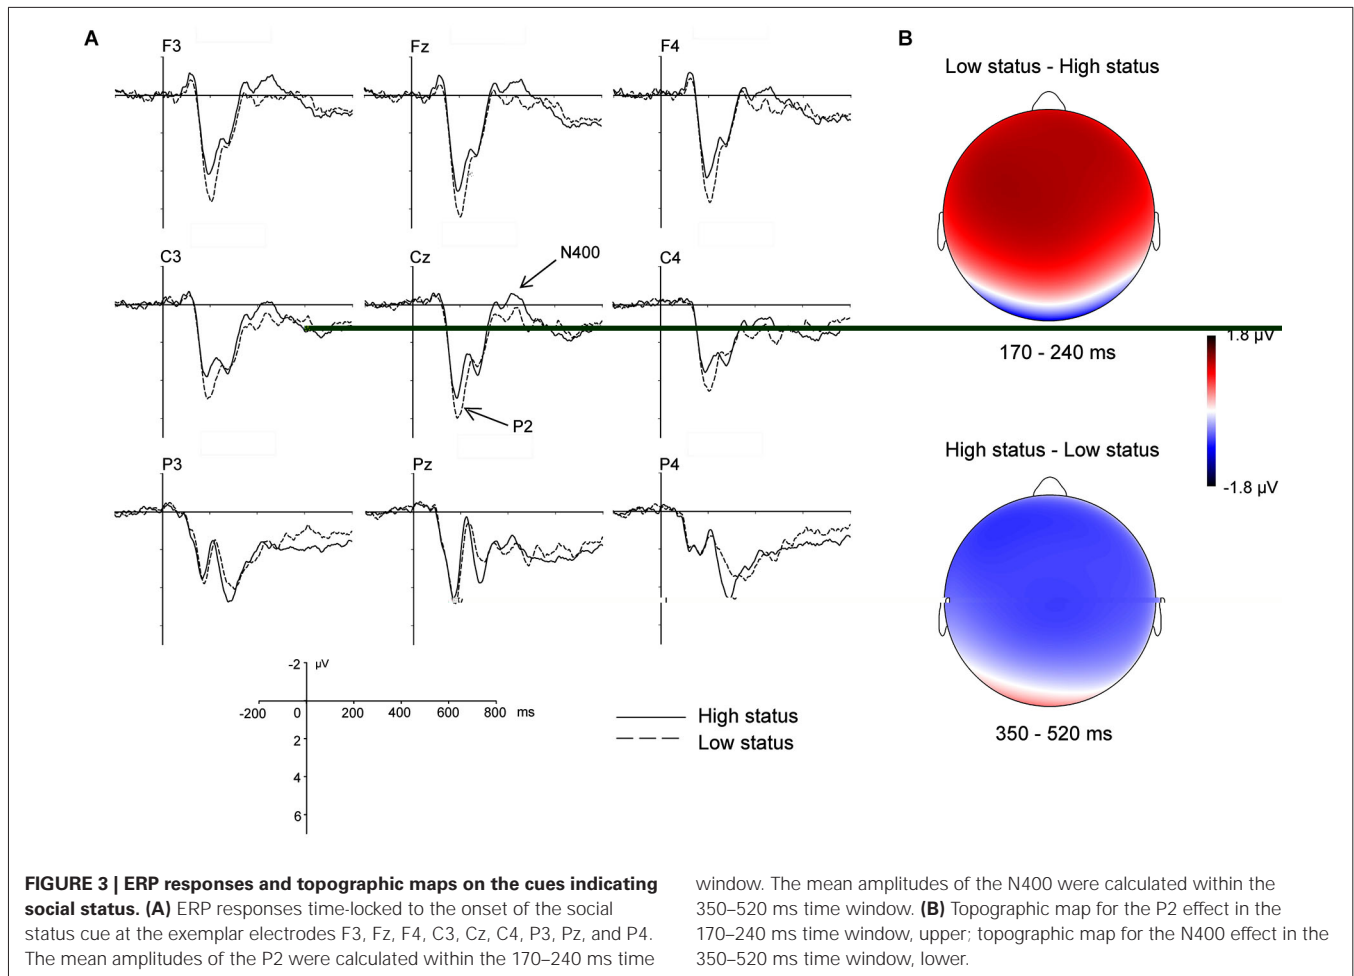 A
B
F3
Fz
F4
Low status - High status
C3
Cz
N400
C4
P2
170 - 240 ms
1.8 µV
-1.8 µV
High status - Low status
P3
Pz
P4
350 - 520 ms
-2 µV
-200 0 200 400 600 800 ms
2
4
6
High status
Low status
FIGURE 3 | ERP responses and topographic maps on the cues indicating
social status. (A) ERP responses time-locked to the onset of the social
status cue at the exemplar electrodes F3, Fz, F4, C3, Cz, C4, P3, Pz, and P4.
The mean amplitudes of the P2 were calculated within the 170–240 ms time
window. The mean amplitudes of the N400 were calculated within the
350–520 ms time window. (B) Topographic map for the P2 effect in the
170–240 ms time window, upper; topographic map for the N400 effect in the
350–520 ms time window, lower.